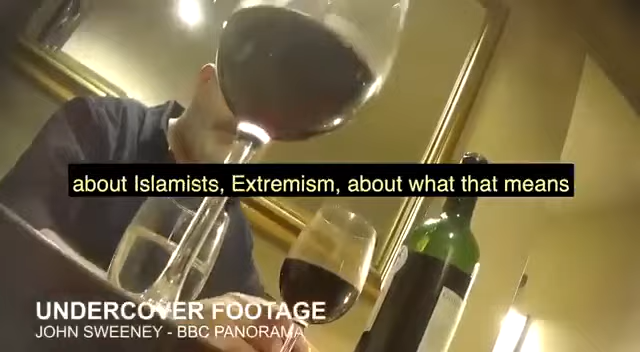 about Islamists, Extremism, about what that means
UNDERCOVER FOOTAGE
JOHN SWEENEY - BBC PANORAMA